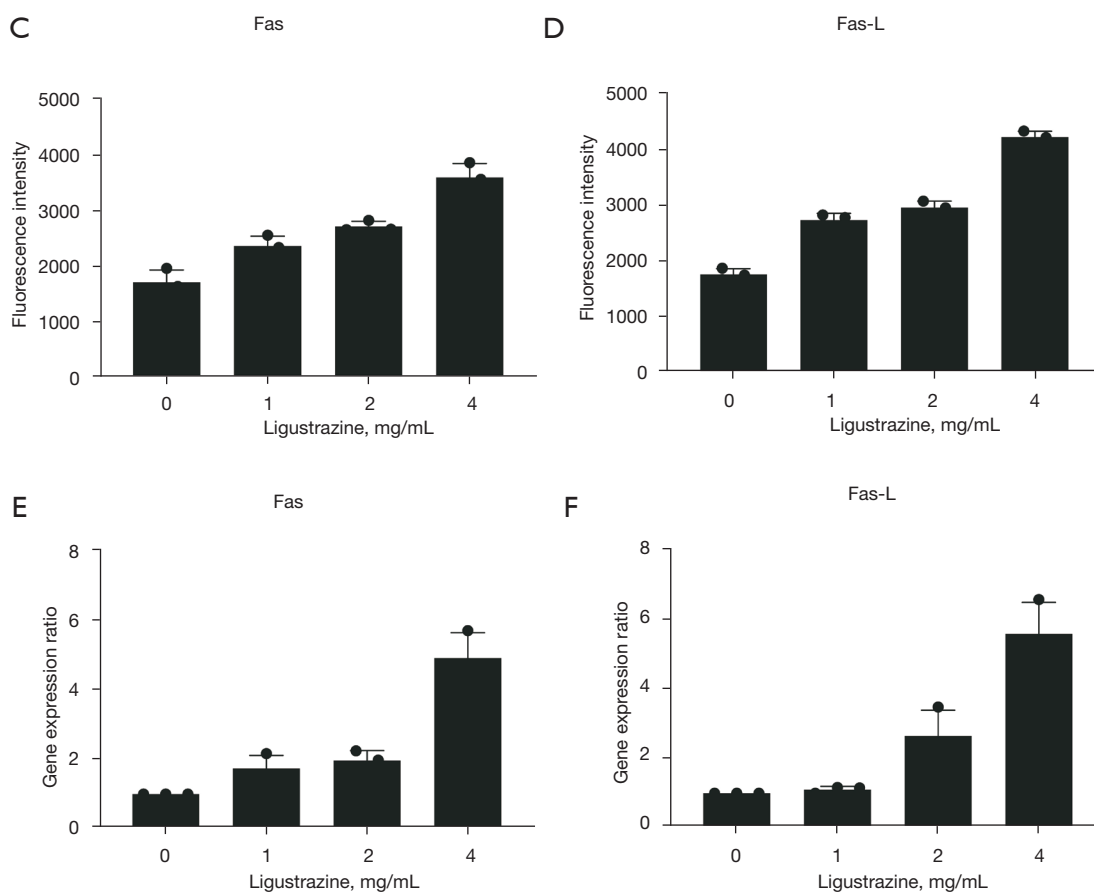 C
Fas
5000
4000
3000
2000
1000
0
Fluorescence intensity
0 1 2 4
Ligustrazine, mg/mL
D
Fas-L
5000
4000
3000
2000
1000
0
Fluorescence intensity
0 1 2 4
Ligustrazine, mg/mL
E
Fas
8
6
4
2
0
Gene expression ratio
0 1 2 4
Ligustrazine, mg/mL
F
Fas-L
8
6
4
2
0
Gene expression ratio
0 1 2 4
Ligustrazine, mg/mL